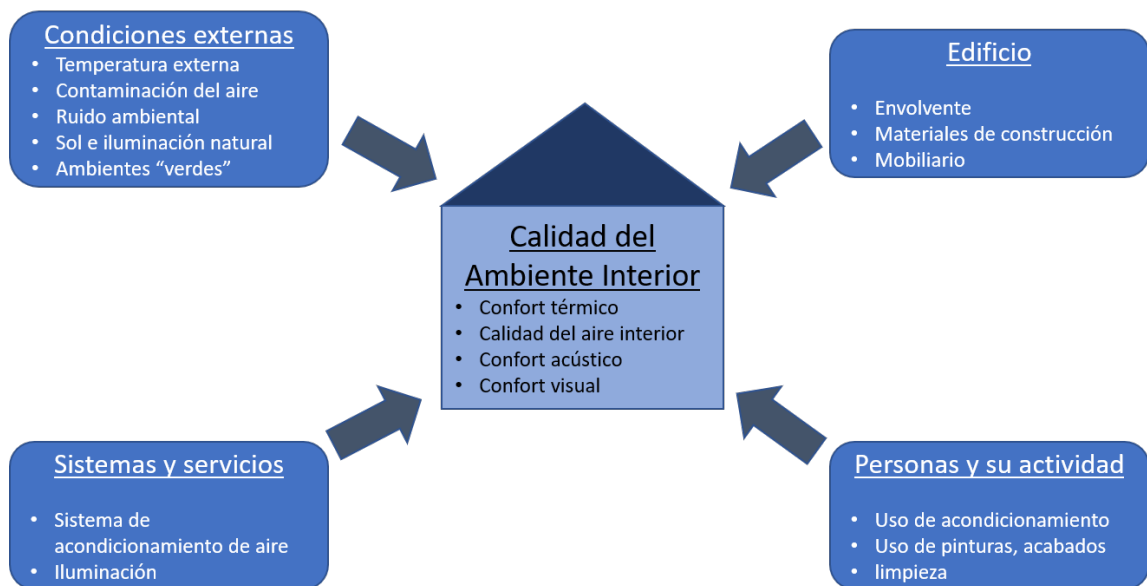 Condiciones externas
• Temperatura externa
• Contaminación del aire
• Ruido ambiental
• Sol e iluminación natural
• Ambientes “verdes”
Edificio
• Envolvente
• Materiales de construcción
• Mobiliario
Calidad del
Ambiente Interior
• Confort térmico
• Calidad del aire interior
• Confort acústico
• Confort visual
Sistemas y servicios
• Sistema de
acondicionamiento de aire
• Iluminación
Personas y su actividad
• Uso de acondicionamiento
• Uso de pinturas, acabados
• limpieza